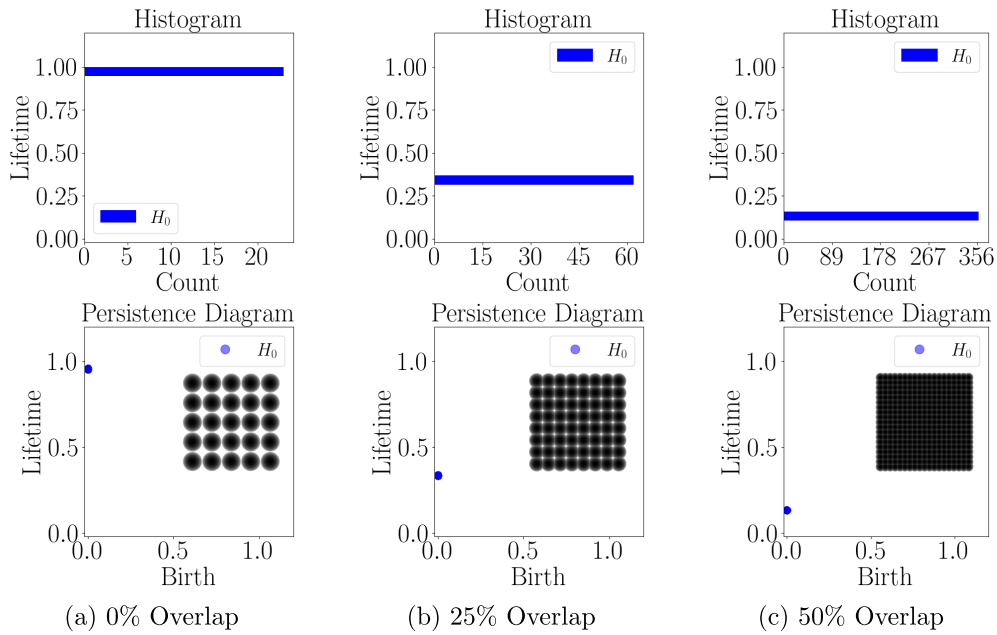 Histogram
Histogram
Histogram
Lifetime
1.00
0.75
0.50
0.25
0.00
H0
0
5
10
15
20
Count
Lifetime
1.00
0.75
0.50
0.25
0.00
H0
0
15
30
45
60
Count
Lifetime
1.00
0.75
0.50
0.25
0.00
H0
0
89
178
267
356
Count
Persistence Diagram
Persistence Diagram
Persistence Diagram
Lifetime
1.0
0.5
0.0
H0
0.0
0.5
1.0
Birth
Lifetime
1.0
0.5
0.0
H0
0.0
0.5
1.0
Birth
Lifetime
1.0
0.5
0.0
H0
0.0
0.5
1.0
Birth
(a) 0% Overlap
(b) 25% Overlap
(c) 50% Overlap